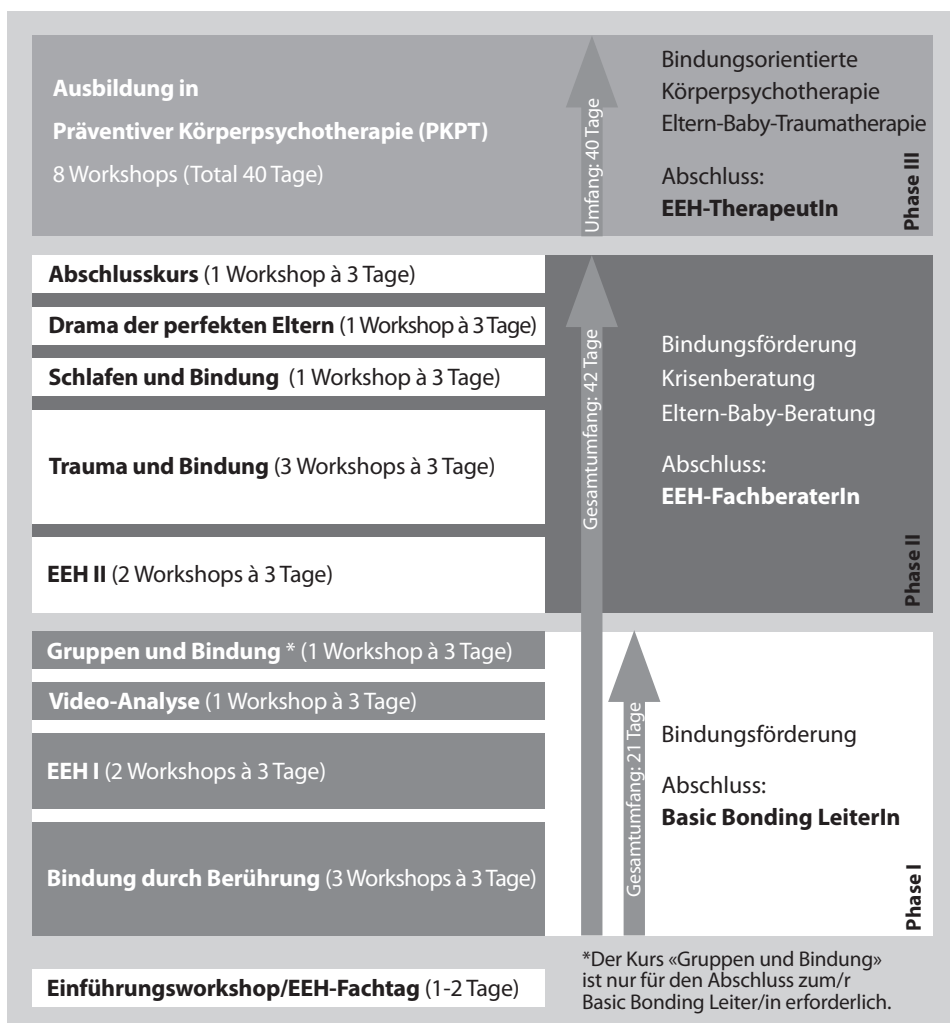 Ausbildung in
Präventiver Körperpsychotherapie (PKPT)
8 Workshops (Total 40 Tage)
Umfang: 40 Tage
Bindungsorientierte
Körperpsychotherapie
Eltern-Baby-Traumatherapie
Abschluss:
EEH-TherapeutIn
Phase III
Abschlusskurs (1 Workshop à 3 Tage)
Drama der perfekten Eltern (1 Workshop à 3 Tage)
Schlafen und Bindung (1 Workshop à 3 Tage)
Trauma und Bindung (3 Workshops à 3 Tage)
EEH II (2 Workshops à 3 Tage)
Gesamtumfang: 42 Tage
Bindungsförderung
Krisenberatung
Eltern-Baby-Beratung
Abschluss:
EEH-FachberaterIn
Phase II
Gruppen und Bindung * (1 Workshop à 3 Tage)
Video-Analyse (1 Workshop à 3 Tage)
EEH I (2 Workshops à 3 Tage)
Bindung durch Berührung (3 Workshops à 3 Tage)
Gesamtumfang: 21 Tage
Bindungsförderung
Abschluss:
Basic Bonding LeiterIn
Phase I
Einführungsworkshop/EEH-Fachtag (1-2 Tage)
*Der Kurs «Gruppen und Bindung»
ist nur für den Abschluss zum/r
Basic Bonding Leiter/in erforderlich.